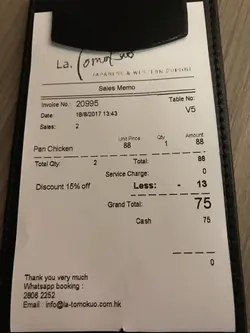 La. Tomokuo
JAPANESE & WESTERN CUISINE
Sales Memo
Invoice No.: 20995 Table No:
Date: 18/8/2017 13:43 V5
Sales: 2
Unit Price Qty Amount
Pan Chicken 88 1 88
Total Qty: 2 Total: 88
Service Charge: 0
Discount 15% off Less: - 13
Grand Total: 75
Cash 75
0
Thank you very much
Whatsapp booking :
2806 2252
Email : info@la-tomokuo.com.hk